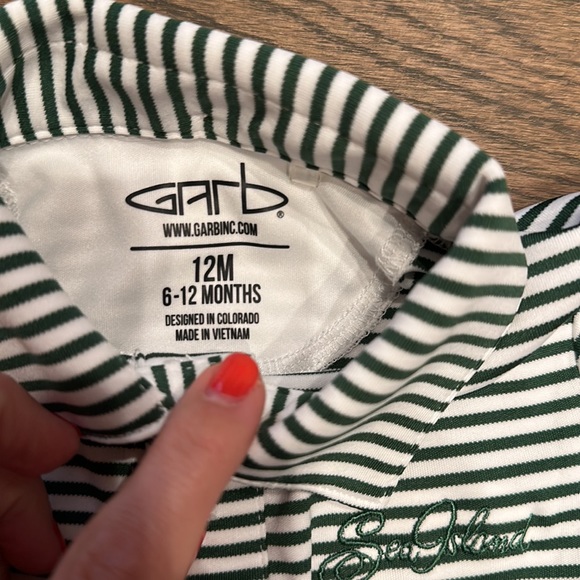 Garb®
WWW.GARBINC.COM
12M
6-12 MONTHS
DESIGNED IN COLORADO
MADE IN VIETNAM
Sea Island